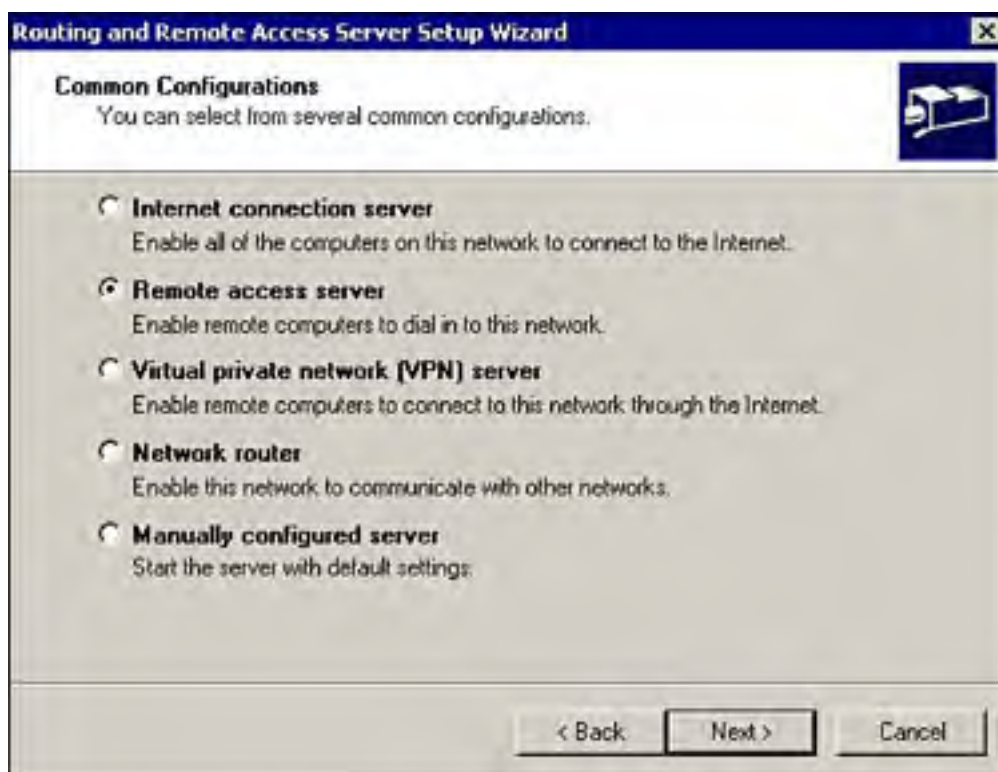 Routing and Remote Access Server Setup Wizard
Common Configurations
You can select from several common configurations.
Internet connection server
Enable all of the computers on this network to connect to the Internet.
Remote access server
Enable remote computers to dial in to this network.
Virtual private network (VPN) server
Enable remote computers to connect to this network through the Internet.
Network router
Enable this network to communicate with other networks.
Manually configured server
Start the server with default settings.
< Back Next > Cancel